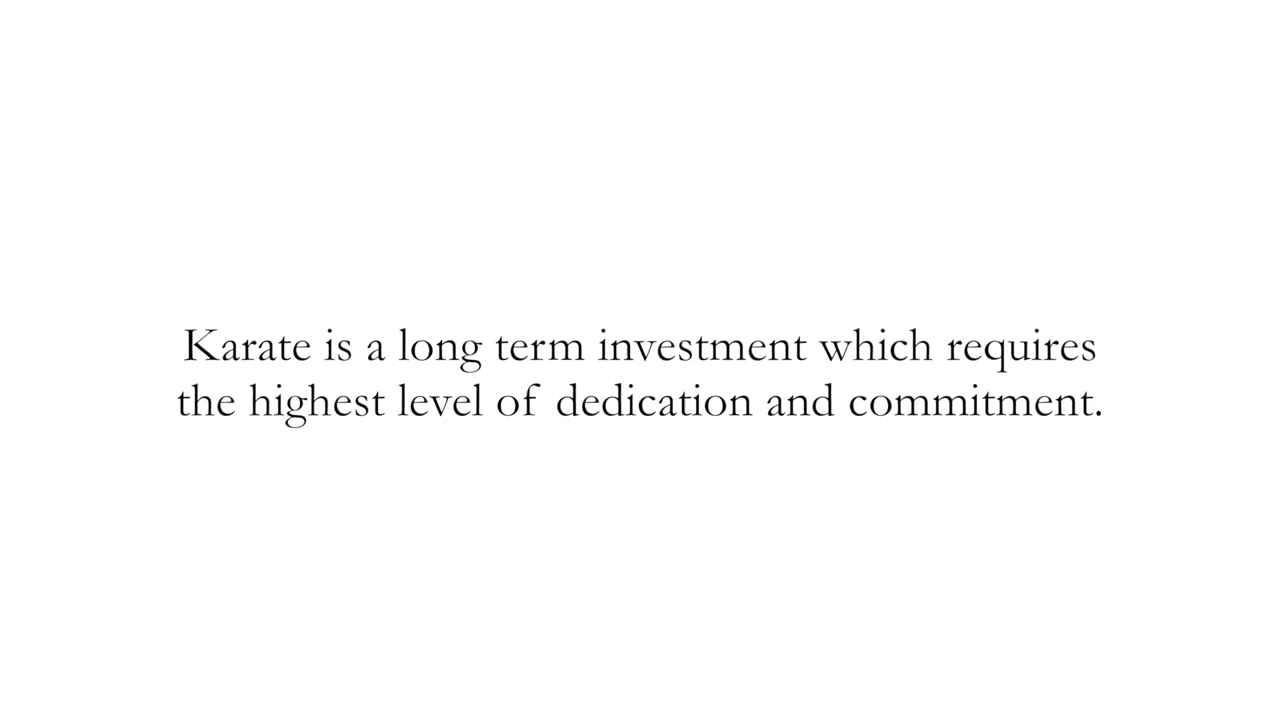 Karate is a long term investment which requires
the highest level of dedication and commitment.